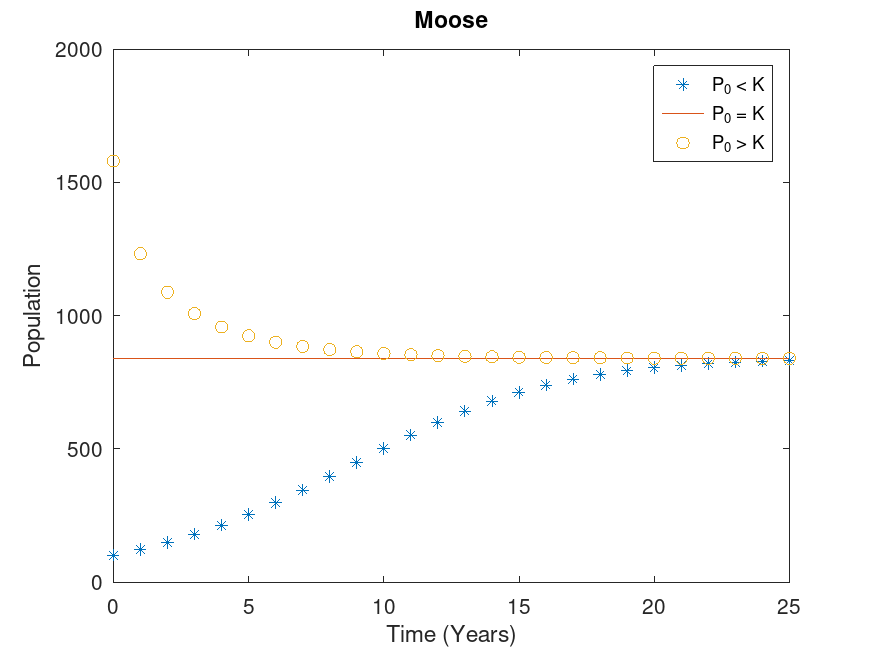 Moose
2000
1500
1000
500
0
Population
0 5 10 15 20 25
Time (Years)
P₀ < K
P₀ = K
P₀ > K